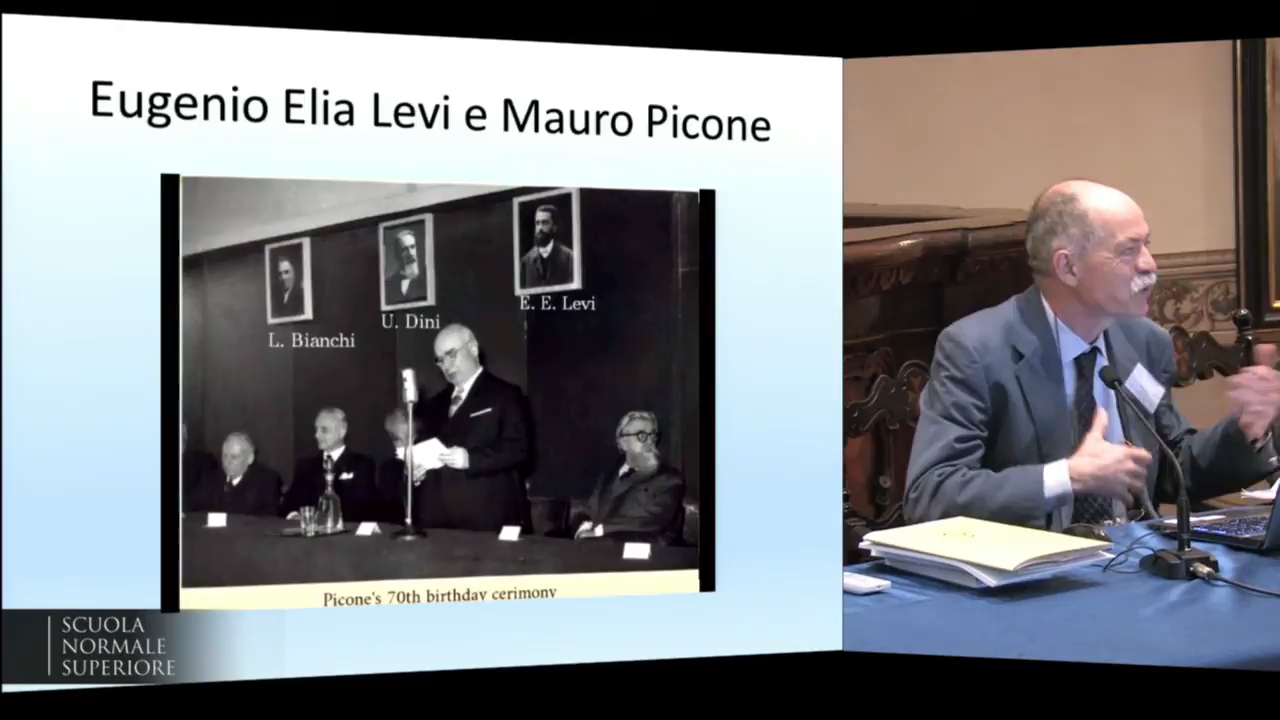 Eugenio Elia Levi e Mauro Picone
E. E. Levi
U. Dini
L. Bianchi
Picone's 70th birthday cerimony
SCUOLA
NORMALE
SUPERIORE